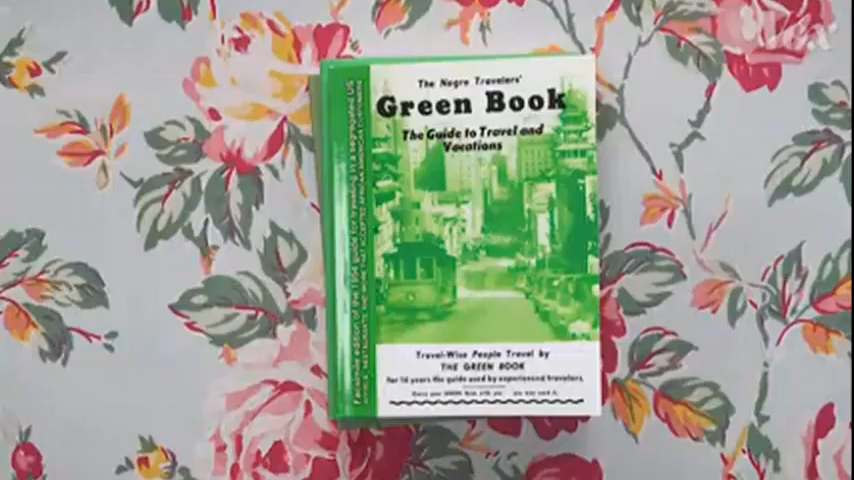 Vox
The Negro Travelers'
Green Book
The Guide to Travel and
Vacations
Travel-Wise People Travel by
THE GREEN BOOK
For 16 years the guide used by experienced travelers.
Facsimile edition of the 1954 guide for traveling in a segregated US